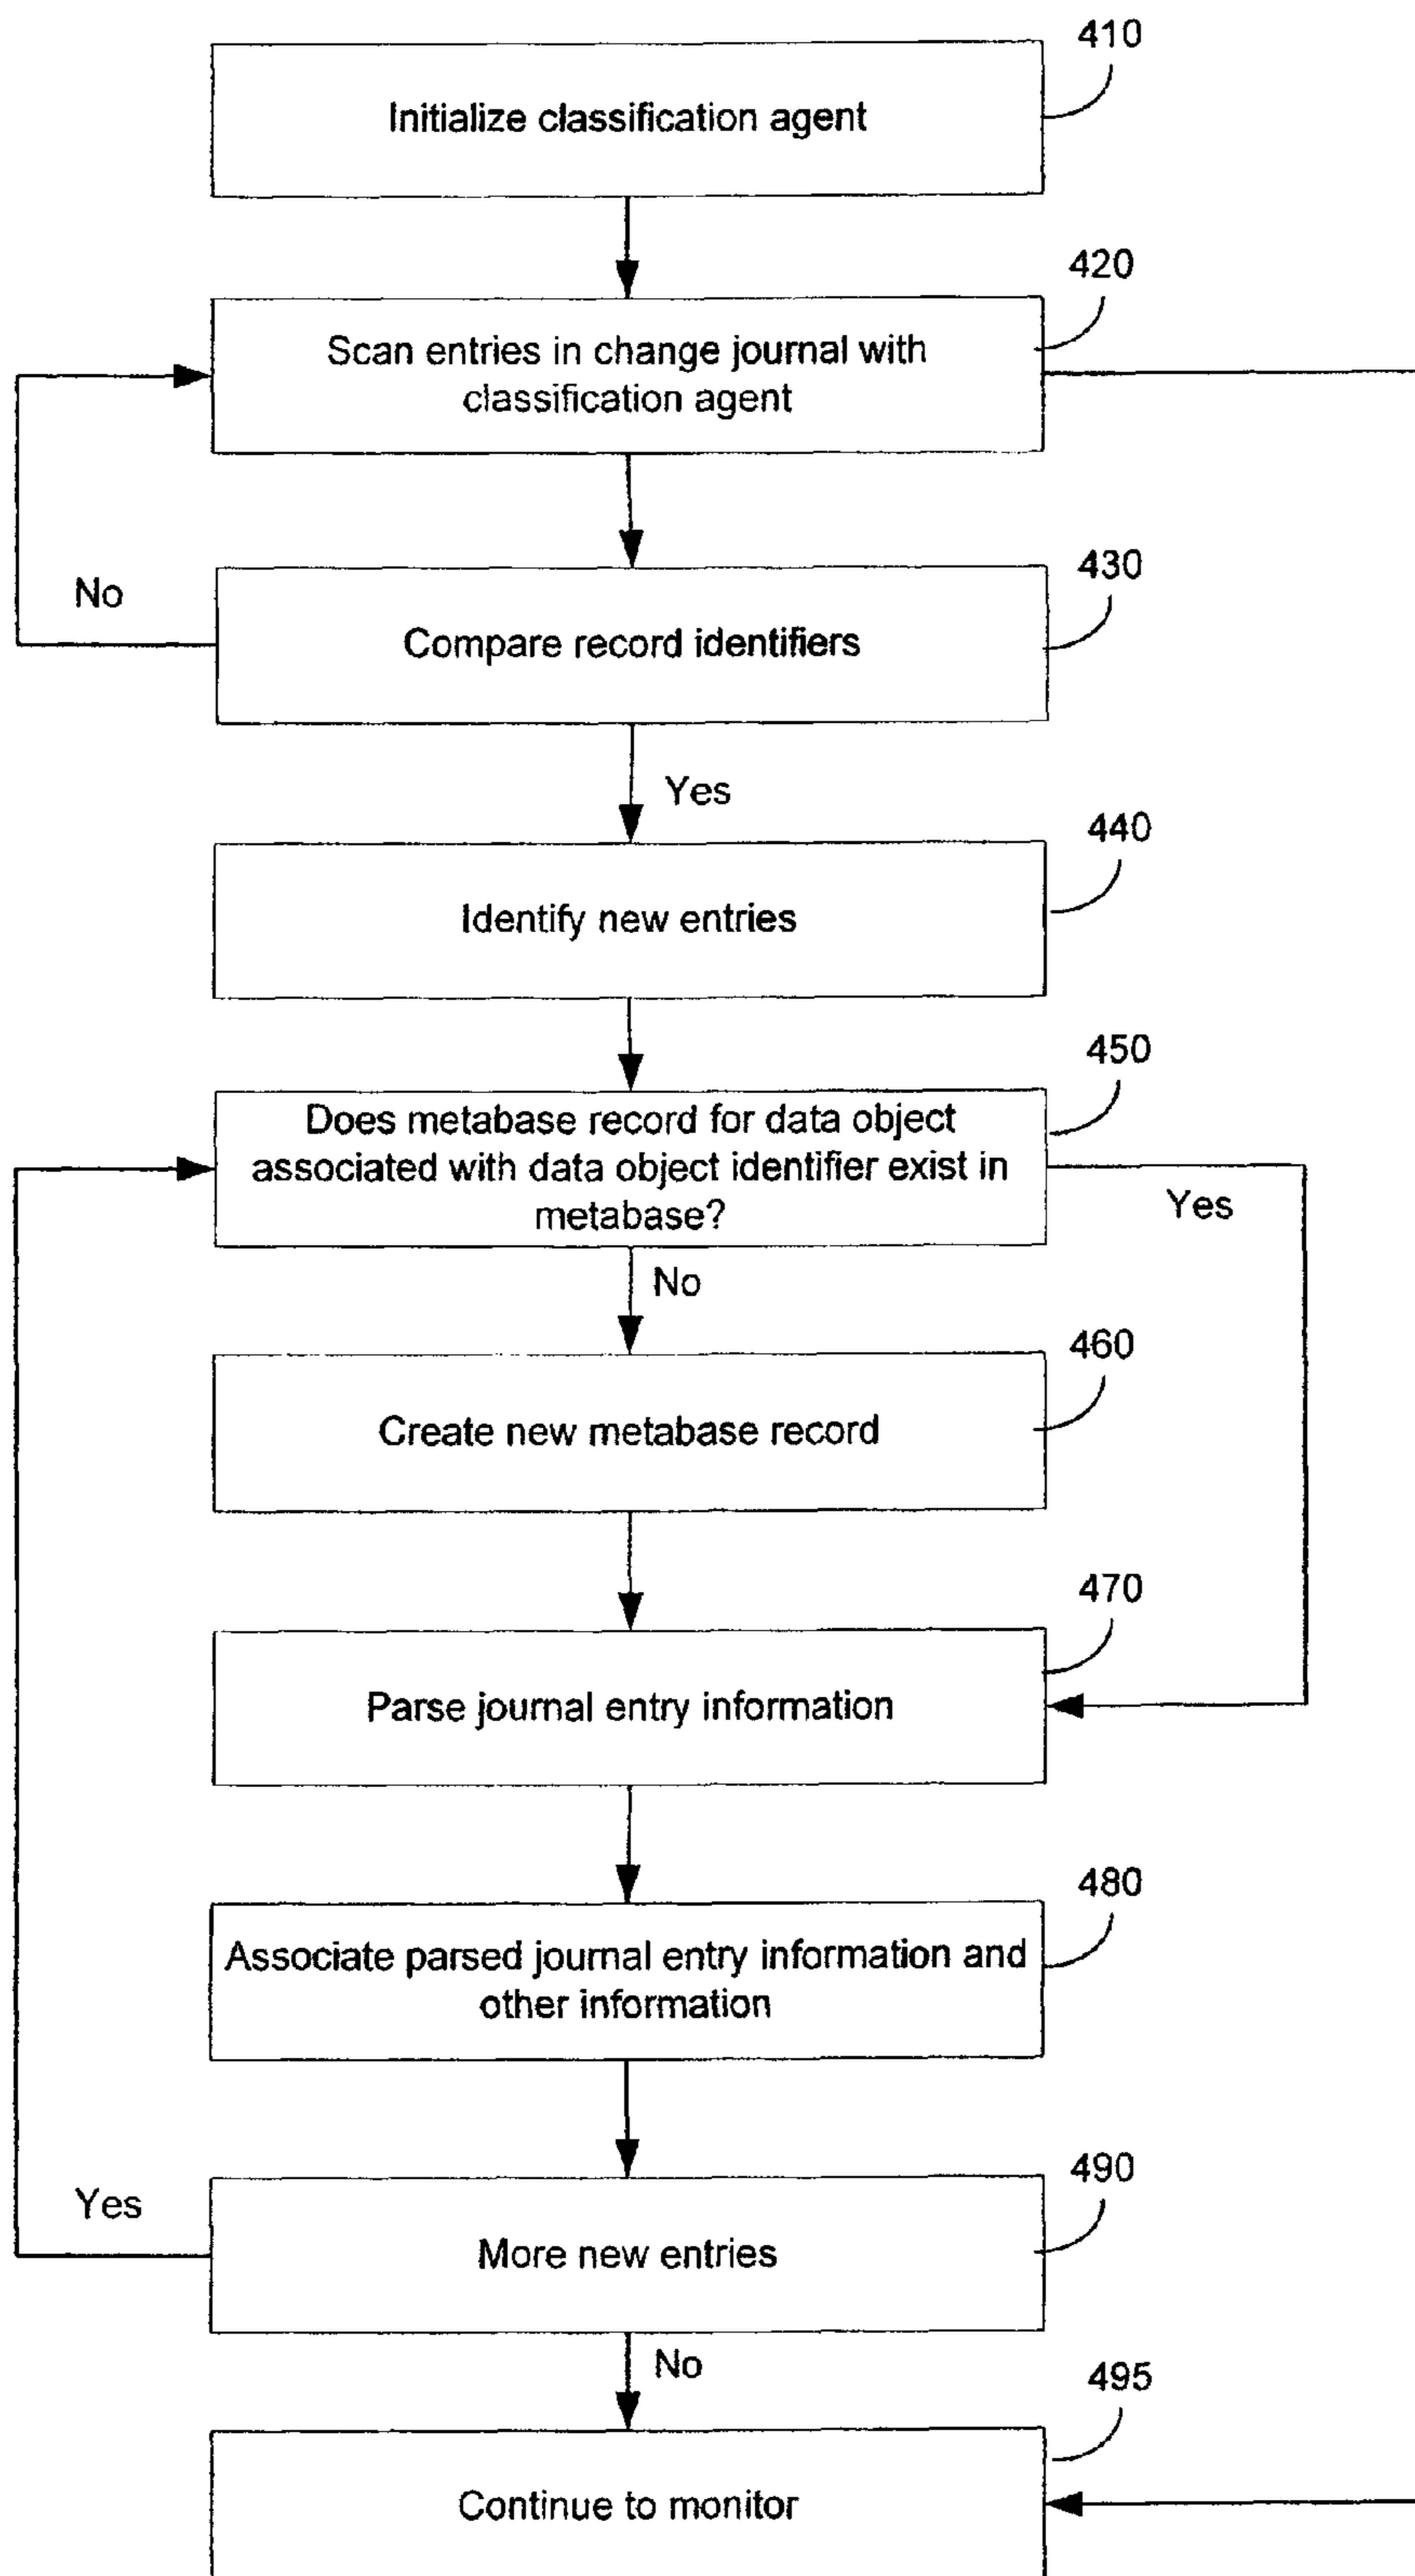 410
Initialize classification agent
420
Scan entries in change journal with
classification agent
430
No
Compare record identifiers
Yes
440
Identify new entries
450
Does metabase record for data object
associated with data object identifier exist in
metabase?
Yes
No
460
Create new metabase record
470
Parse journal entry information
480
Associate parsed journal entry information and
other information
490
Yes
More new entries
No
495
Continue to monitor